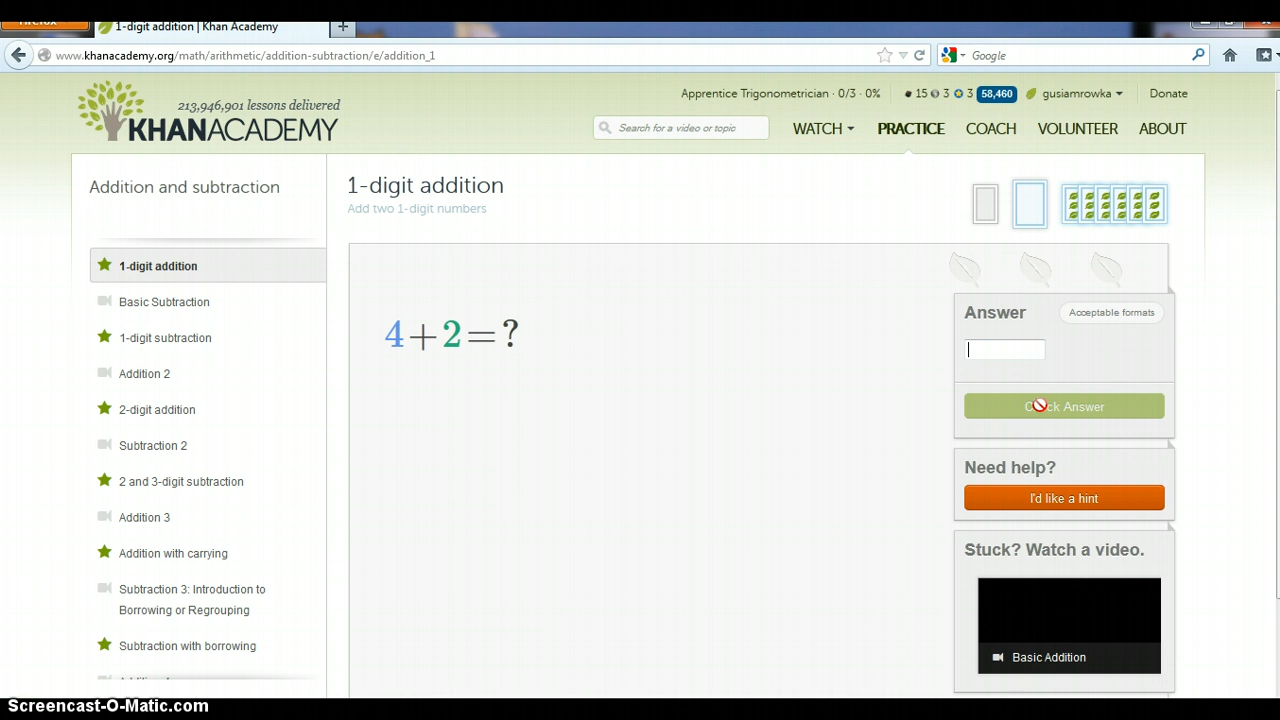 1-digit addition | Khan Academy
www.khanacademy.org/math/arithmetic/addition-subtraction/e/addition_1
Google
213,946,901 lessons delivered
KHANACADEMY
Apprentice Trigonometrician · 0/3 · 0%
15 3 3 58,460
gusiamrowka
Donate
Search for a video or topic
WATCH
PRACTICE
COACH
VOLUNTEER
ABOUT
Addition and subtraction
1-digit addition
Basic Subtraction
1-digit subtraction
Addition 2
2-digit addition
Subtraction 2
2 and 3-digit subtraction
Addition 3
Addition with carrying
Subtraction 3: Introduction to
Borrowing or Regrouping
Subtraction with borrowing
1-digit addition
Add two 1-digit numbers
4+2=?
Answer
Acceptable formats
Check Answer
Need help?
I'd like a hint
Stuck? Watch a video.
Basic Addition
Screencast-O-Matic.com